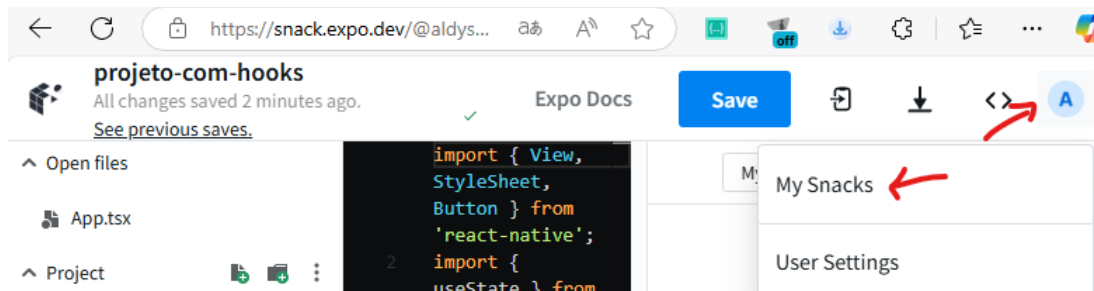 https://snack.expo.dev/@aldys...
off
projeto-com-hooks
All changes saved 2 minutes ago.
See previous saves.
Expo Docs
Save
A
Open files
App.tsx
Project
import { View,
StyleSheet,
Button } from
'react-native';
2 import {
useState } from
My
My Snacks
User Settings